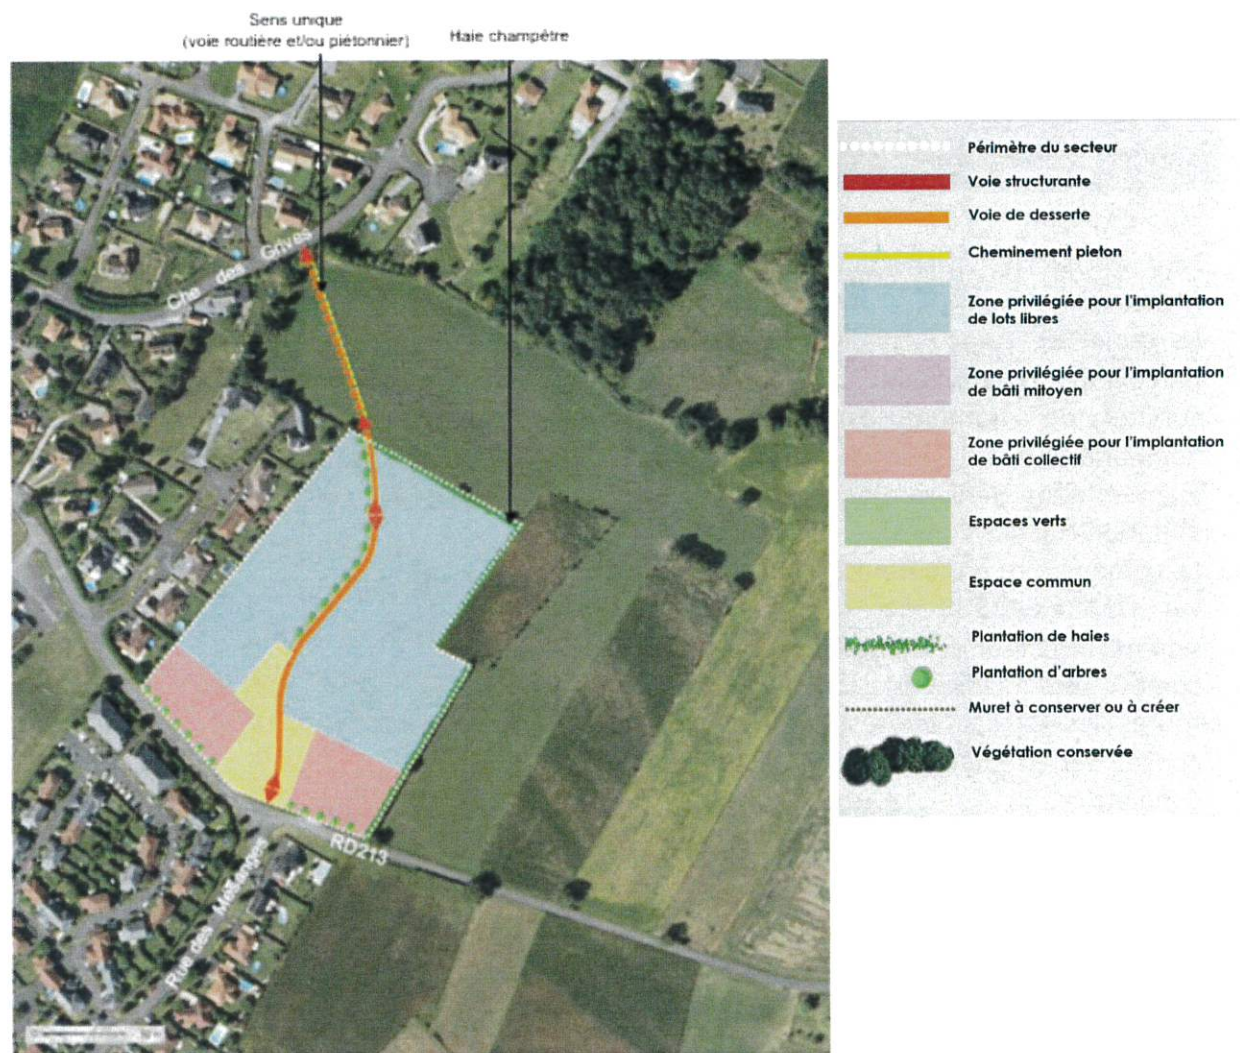 Sens unique
(voie routière et/ou piétonnier)
Haie champêtre
Che des Grives
RD213
Rue des Mésanges
Périmètre du secteur
Voie structurante
Voie de desserte
Cheminement pieton
Zone privilégiée pour l'implantation
de lots libres
Zone privilégiée pour l'implantation
de bâti mitoyen
Zone privilégiée pour l'implantation
de bâti collectif
Espaces verts
Espace commun
Plantation de haies
Plantation d'arbres
Muret à conserver ou à créer
Végétation conservée